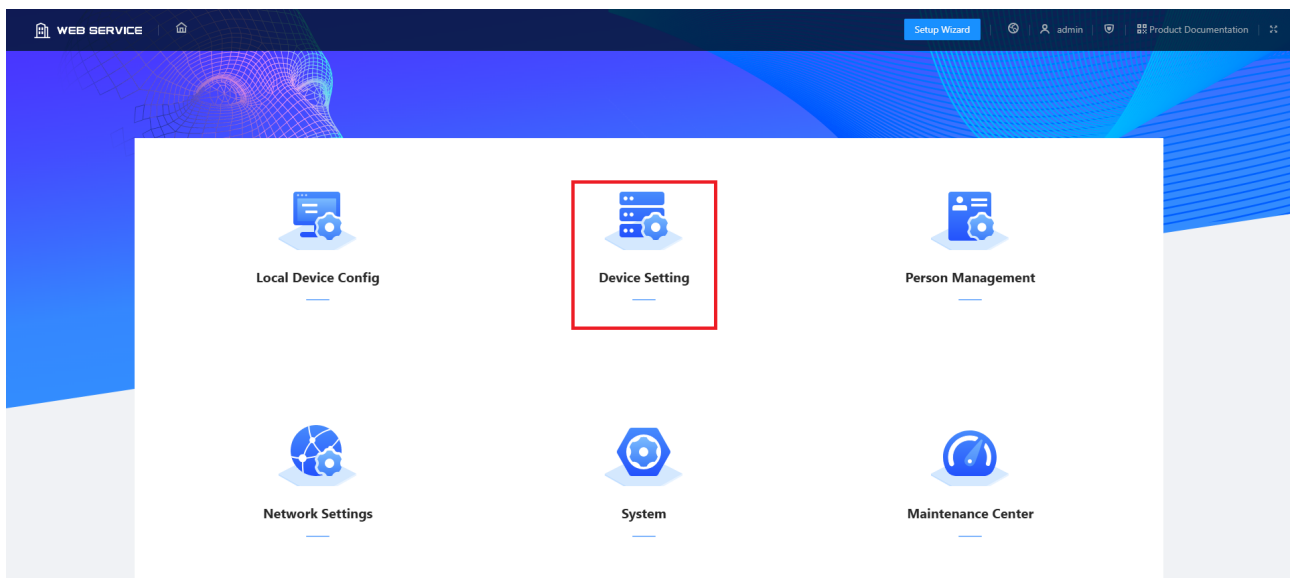 WEB SERVICE
Setup Wizard
admin
Product Documentation
Local Device Config
Device Setting
Person Management
Network Settings
System
Maintenance Center